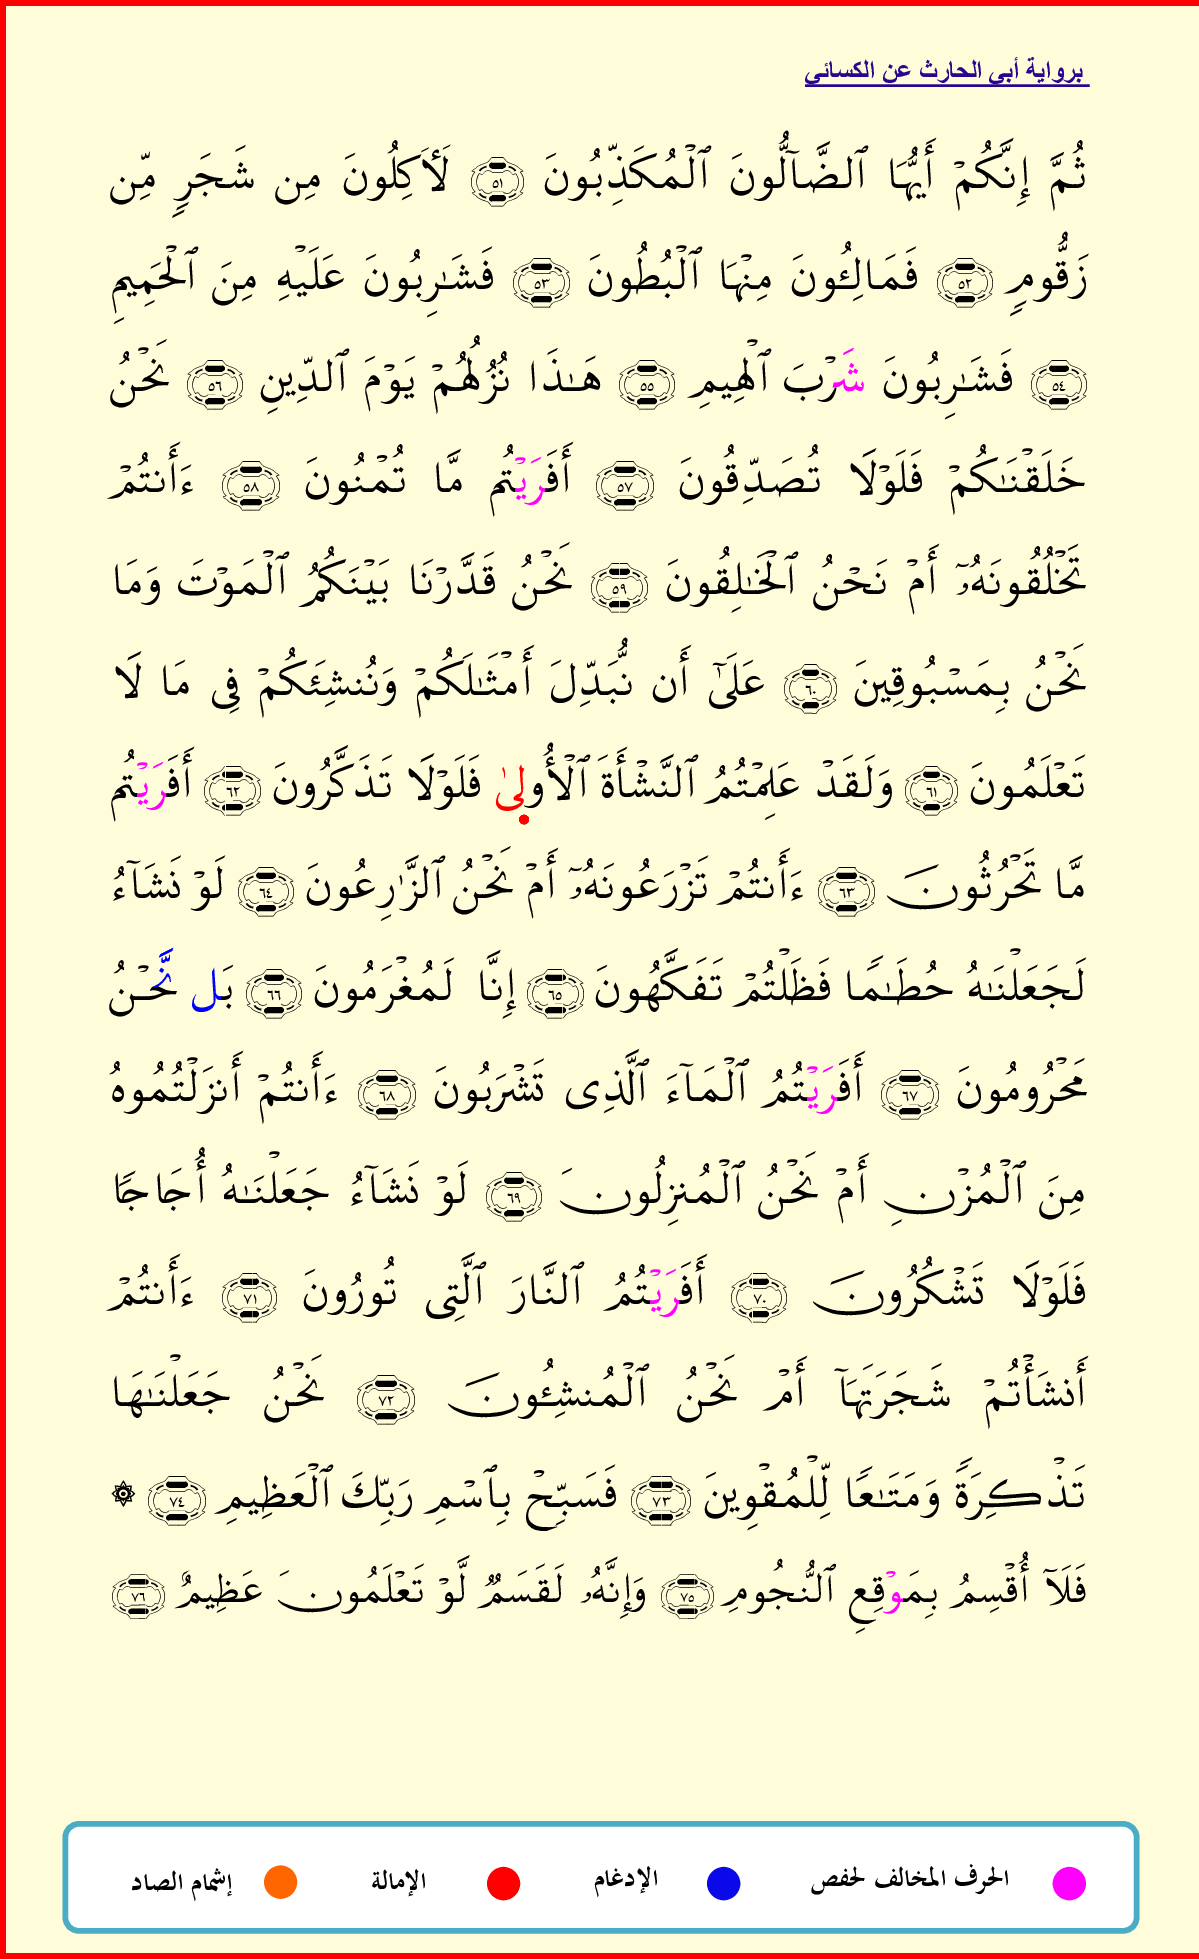 برواية أبي الحارث عن الكسائي
ثُمَّ إِنَّكُمْ أَيُّهَا ٱلضَّآلُّونَ ٱلْمُكَذِّبُونَ ٥١ لَأٓكِلُونَ مِن شَجَرٍ مِّن
زَقُّومٍ ٥٢ فَمَالِـُٔونَ مِنْهَا ٱلْبُطُونَ ٥٣ فَشَـٰرِبُونَ عَلَيْهِ مِنَ ٱلْحَمِيمِ
٥٤ فَشَـٰرِبُونَ شَرْبَ ٱلْهِيمِ ٥٥ هَـٰذَا نُزُلُهُمْ يَوْمَ ٱلدِّينِ ٥٦ نَحْنُ
خَلَقْنَـٰكُمْ فَلَوْلَا تُصَدِّقُونَ ٥٧ أَفَرَيْتُم مَّا تُمْنُونَ ٥٨ ءَأَنتُمْ
تَخْلُقُونَهُۥٓ أَمْ نَحْنُ ٱلْخَـٰلِقُونَ ٥٩ نَحْنُ قَدَّرْنَا بَيْنَكُمُ ٱلْمَوْتَ وَمَا
نَحْنُ بِمَسْبُوقِينَ ٦٠ عَلَىٰٓ أَن نُّبَدِّلَ أَمْثَـٰلَكُمْ وَنُنشِئَكُمْ فِى مَا لَا
تَعْلَمُونَ ٦١ وَلَقَدْ عَلِمْتُمُ ٱلنَّشْأَةَ ٱلْأُولِىٰ فَلَوْلَا تَذَكَّرُونَ ٦٢ أَفَرَيْتُم
مَّا تَحْرُثُونَ ٦٣ ءَأَنتُمْ تَزْرَعُونَهُۥٓ أَمْ نَحْنُ ٱلزَّٰرِعُونَ ٦٤ لَوْ نَشَآءُ
لَجَعَلْنَـٰهُ حُطَـٰمًا فَظَلْتُمْ تَفَكَّهُونَ ٦٥ إِنَّا لَمُغْرَمُونَ ٦٦ بَل نَّحْنُ
مَحْرُومُونَ ٦٧ أَفَرَيْتُمُ ٱلْمَآءَ ٱلَّذِى تَشْرَبُونَ ٦٨ ءَأَنتُمْ أَنزَلْتُمُوهُ
مِنَ ٱلْمُزْنِ أَمْ نَحْنُ ٱلْمُنزِلُونَ ٦٩ لَوْ نَشَآءُ جَعَلْنَـٰهُ أُجَاجًا
فَلَوْلَا تَشْكُرُونَ ٧٠ أَفَرَيْتُمُ ٱلنَّارَ ٱلَّتِى تُورُونَ ٧١ ءَأَنتُمْ
أَنشَأْتُمْ شَجَرَتَهَآ أَمْ نَحْنُ ٱلْمُنشِـُٔونَ ٧٢ نَحْنُ جَعَلْنَـٰهَا
تَذْكِرَةً وَمَتَـٰعًا لِّلْمُقْوِينَ ٧٣ فَسَبِّحْ بِٱسْمِ رَبِّكَ ٱلْعَظِيمِ ٧٤ ۞
فَلَآ أُقْسِمُ بِمَوْقِعِ ٱلنُّجُومِ ٧٥ وَإِنَّهُۥ لَقَسَمٌ لَّوْ تَعْلَمُونَ عَظِيمٌ ٧٦
الحرف المخالف لحفص الإدغام الإمالة إشمام الصاد